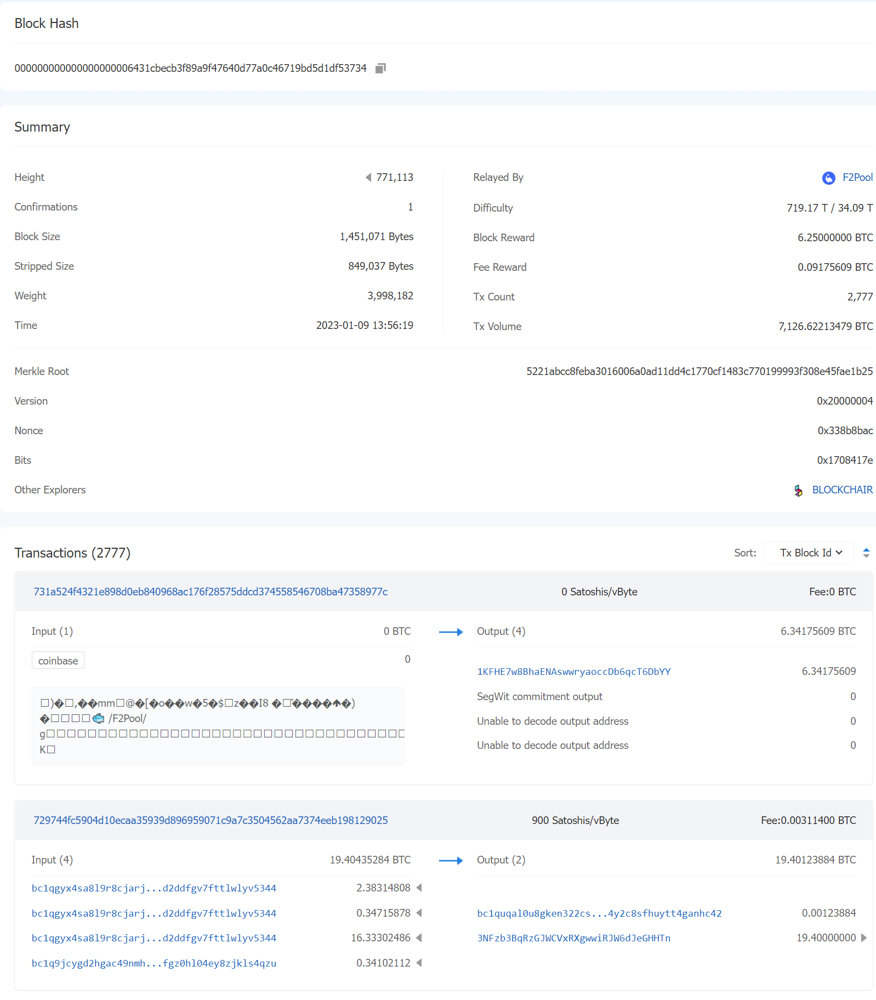 Block Hash
00000000000000000006431cbecb3f89a9f47640d77a0c46719bd5d1df53734
Summary
Height 771,113
Relayed By F2Pool
Confirmations 1
Difficulty 719.17 T / 34.09 T
Block Size 1,451,071 Bytes
Block Reward 6.25000000 BTC
Stripped Size 849,037 Bytes
Fee Reward 0.09175609 BTC
Weight 3,998,182
Tx Count 2,777
Time 2023-01-09 13:56:19
Tx Volume 7,126.62213479 BTC
Merkle Root 5221abcc8feba3016006a0ad11dd4c1770cf1483c770199993f308e45fae1b25
Version 0x20000004
Nonce 0x338b8bac
Bits 0x1708417e
Other Explorers BLOCKCHAIR
Transactions (2777) Sort: Tx Block Id
731a524f4321e898d0eb840968ac176f28575ddcd374558546708ba47358977c 0 Satoshis/vByte Fee:0 BTC
Input (1) 0 BTC
Output (4) 6.34175609 BTC
coinbase 0
1KFHE7w8BhaENAswwryaoccDb6qcT6DbYY 6.34175609
SegWit commitment output 0
Unable to decode output address 0
Unable to decode output address 0
□)�□,��mm□@�[�o��w�5�$□z��I8 �□����🡩�)
�□□□□🐟 /F2Pool/
g□□□□□□□□□□□□□□□□□□□□□□□□□□□□□□□□□□□
K□
729744fc5904d10ecaa35939d896959071c9a7c3504562aa7374eeb198129025 900 Satoshis/vByte Fee:0.00311400 BTC
Input (4) 19.40435284 BTC
Output (2) 19.40123884 BTC
bc1qgyx4sa8l9r8cjarj...d2ddfgv7fttlwlyv5344 2.38314808
bc1qgyx4sa8l9r8cjarj...d2ddfgv7fttlwlyv5344 0.34715878
bc1quqal0u8gken322cs...4y2c8sfhuytt4ganhc42 0.00123884
bc1qgyx4sa8l9r8cjarj...d2ddfgv7fttlwlyv5344 16.33302486
3NFzb3BqRzGJWCVxRXgwwiRJW6dJeGHHTn 19.40000000
bc1q9jcygd2hgac49nmh...fgz0hl04ey8zjkls4qzu 0.34102112